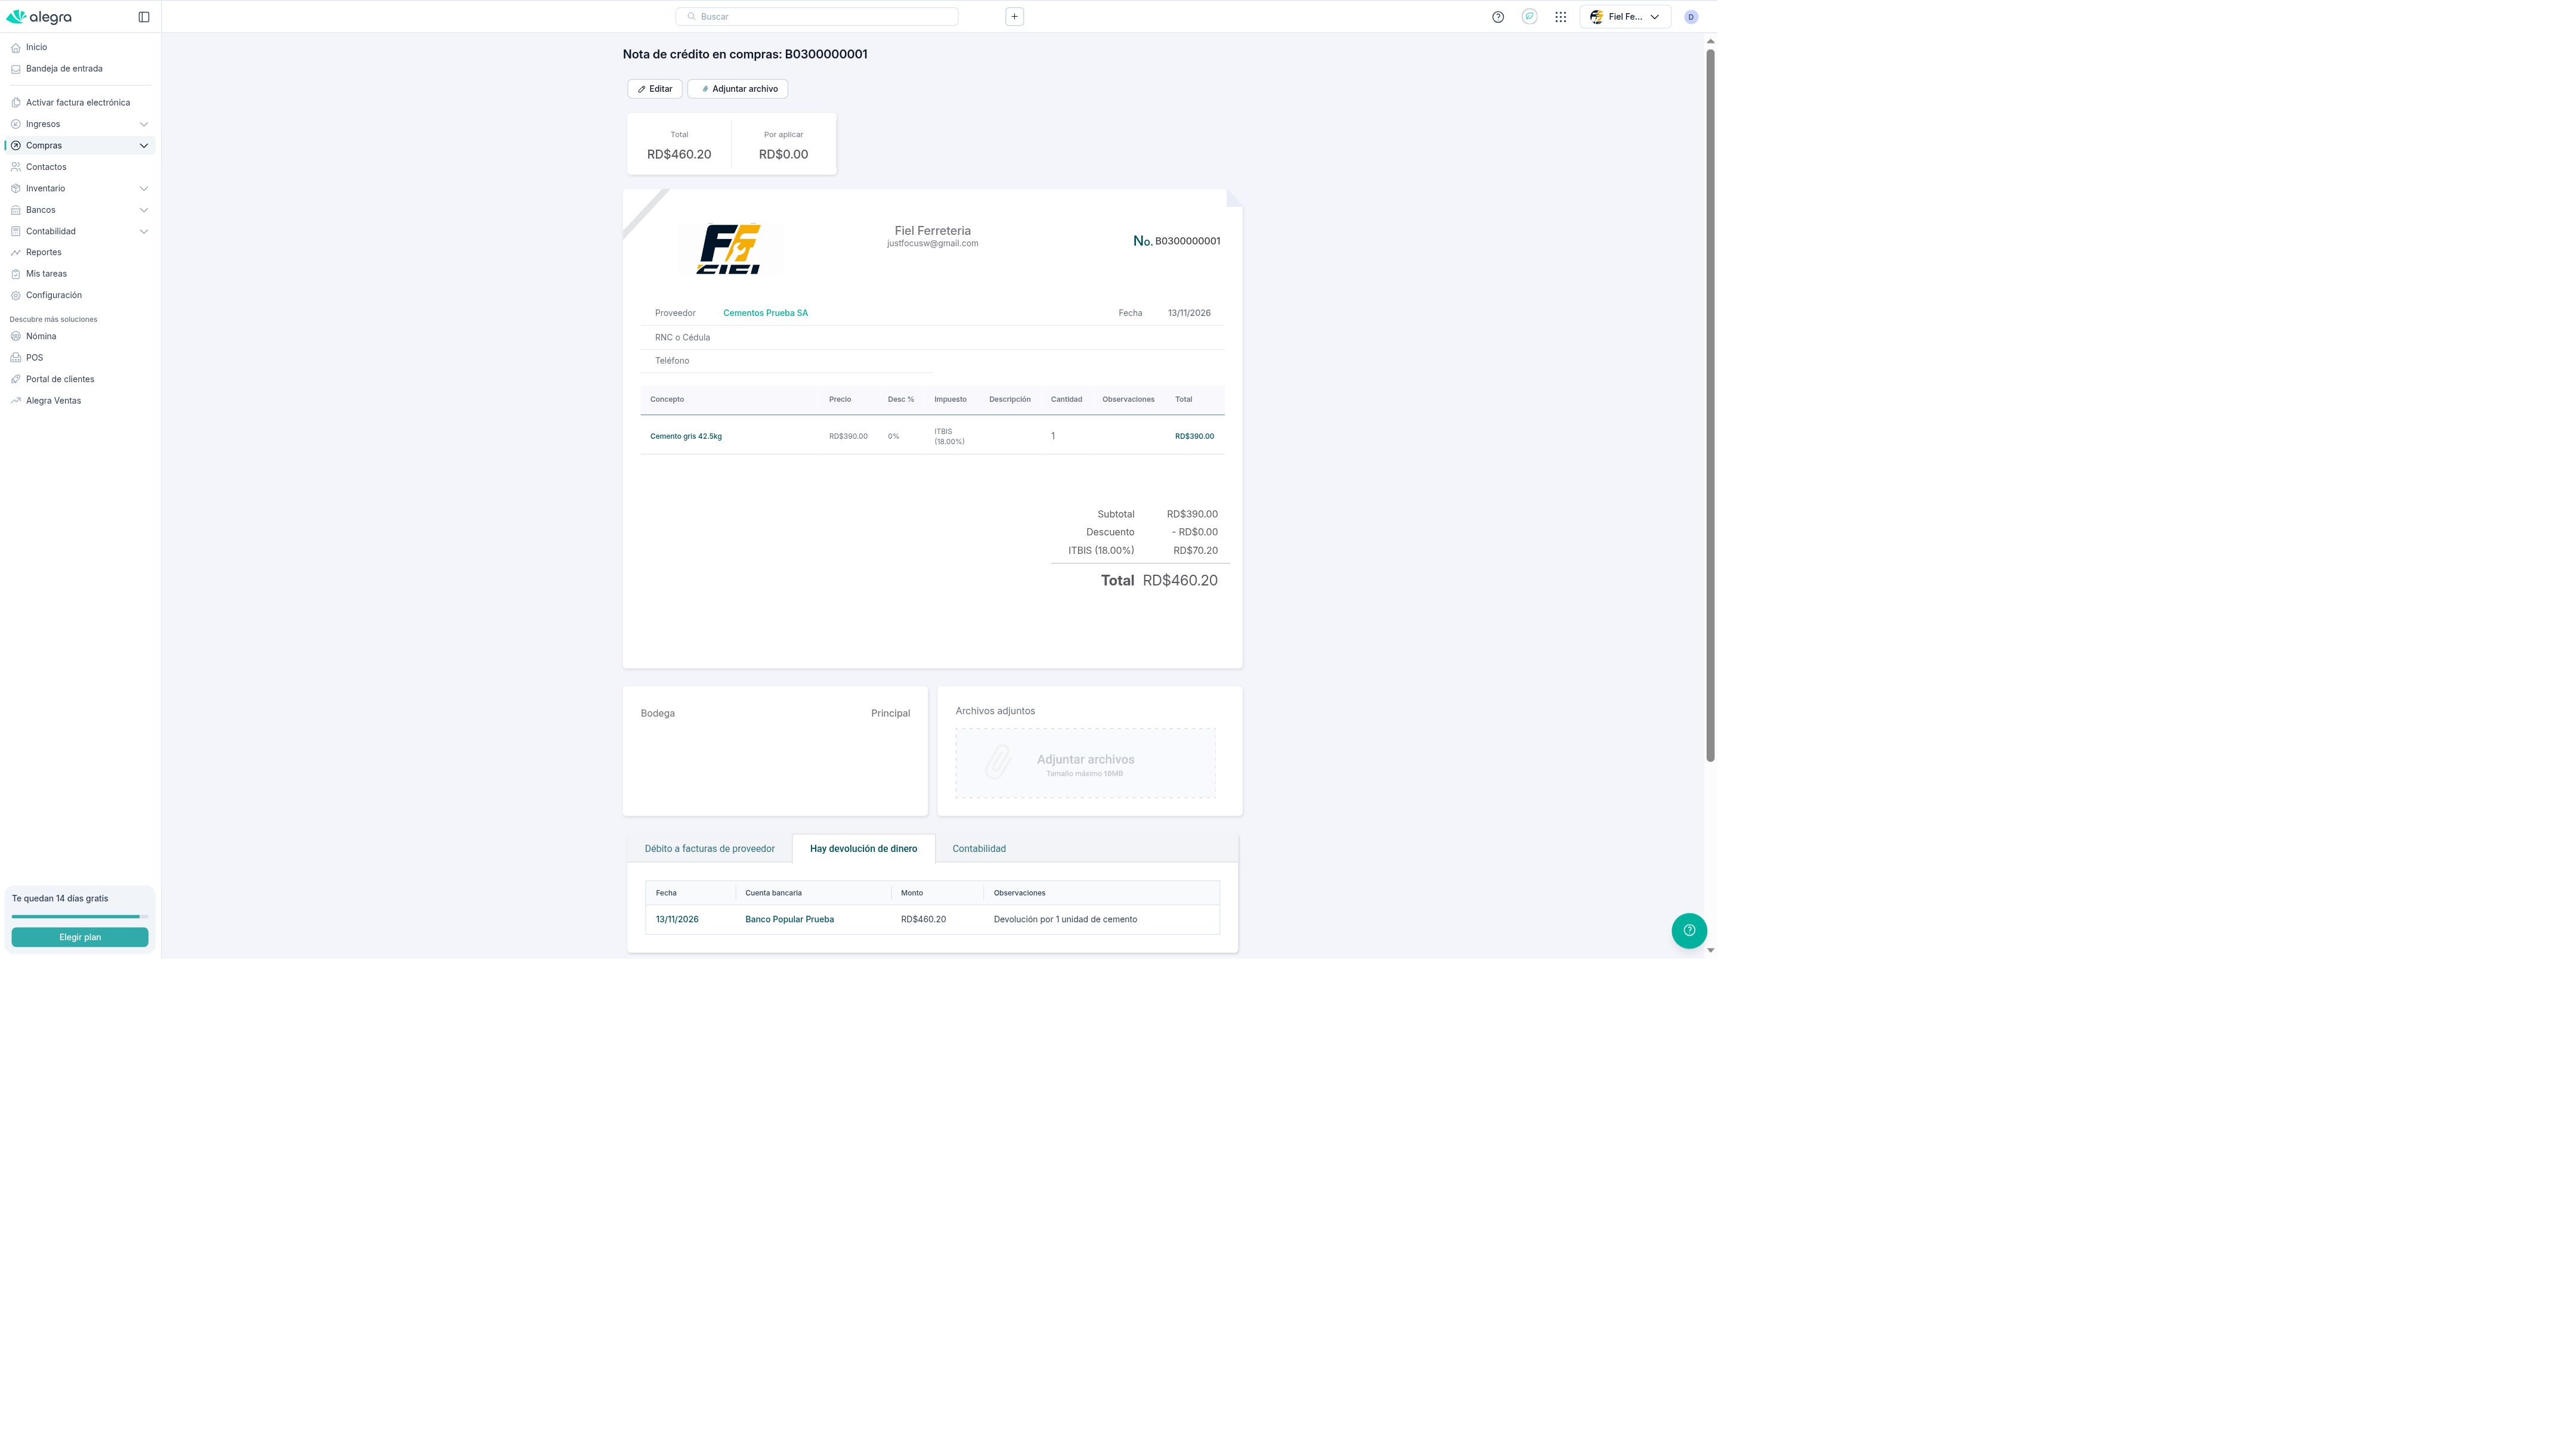 alegra
Buscar
Fiel Fe...
D
Inicio
Bandeja de entrada
Activar factura electrónica
Ingresos
Compras
Contactos
Inventario
Bancos
Contabilidad
Reportes
Mis tareas
Configuración
Descubre más soluciones
Nómina
POS
Portal de clientes
Alegra Ventas
Te quedan 14 días gratis
Elegir plan
Nota de crédito en compras: B0300000001
Editar
Adjuntar archivo
Total
Por aplicar
RD$460.20
RD$0.00
Fiel Ferreteria
justfocusw@gmail.com
No. B0300000001
Proveedor Cementos Prueba SA Fecha 13/11/2026
RNC o Cédula
Teléfono
Concepto Precio Desc % Impuesto Descripción Cantidad Observaciones Total
Cemento gris 42.5kg RD$390.00 0% ITBIS (18.00%) 1 RD$390.00
Subtotal RD$390.00
Descuento - RD$0.00
ITBIS (18.00%) RD$70.20
Total RD$460.20
Bodega Principal
Archivos adjuntos
Adjuntar archivos
Tamaño máximo 10MB
Débito a facturas de proveedor Hay devolución de dinero Contabilidad
Fecha Cuenta bancaria Monto Observaciones
13/11/2026 Banco Popular Prueba RD$460.20 Devolución por 1 unidad de cemento